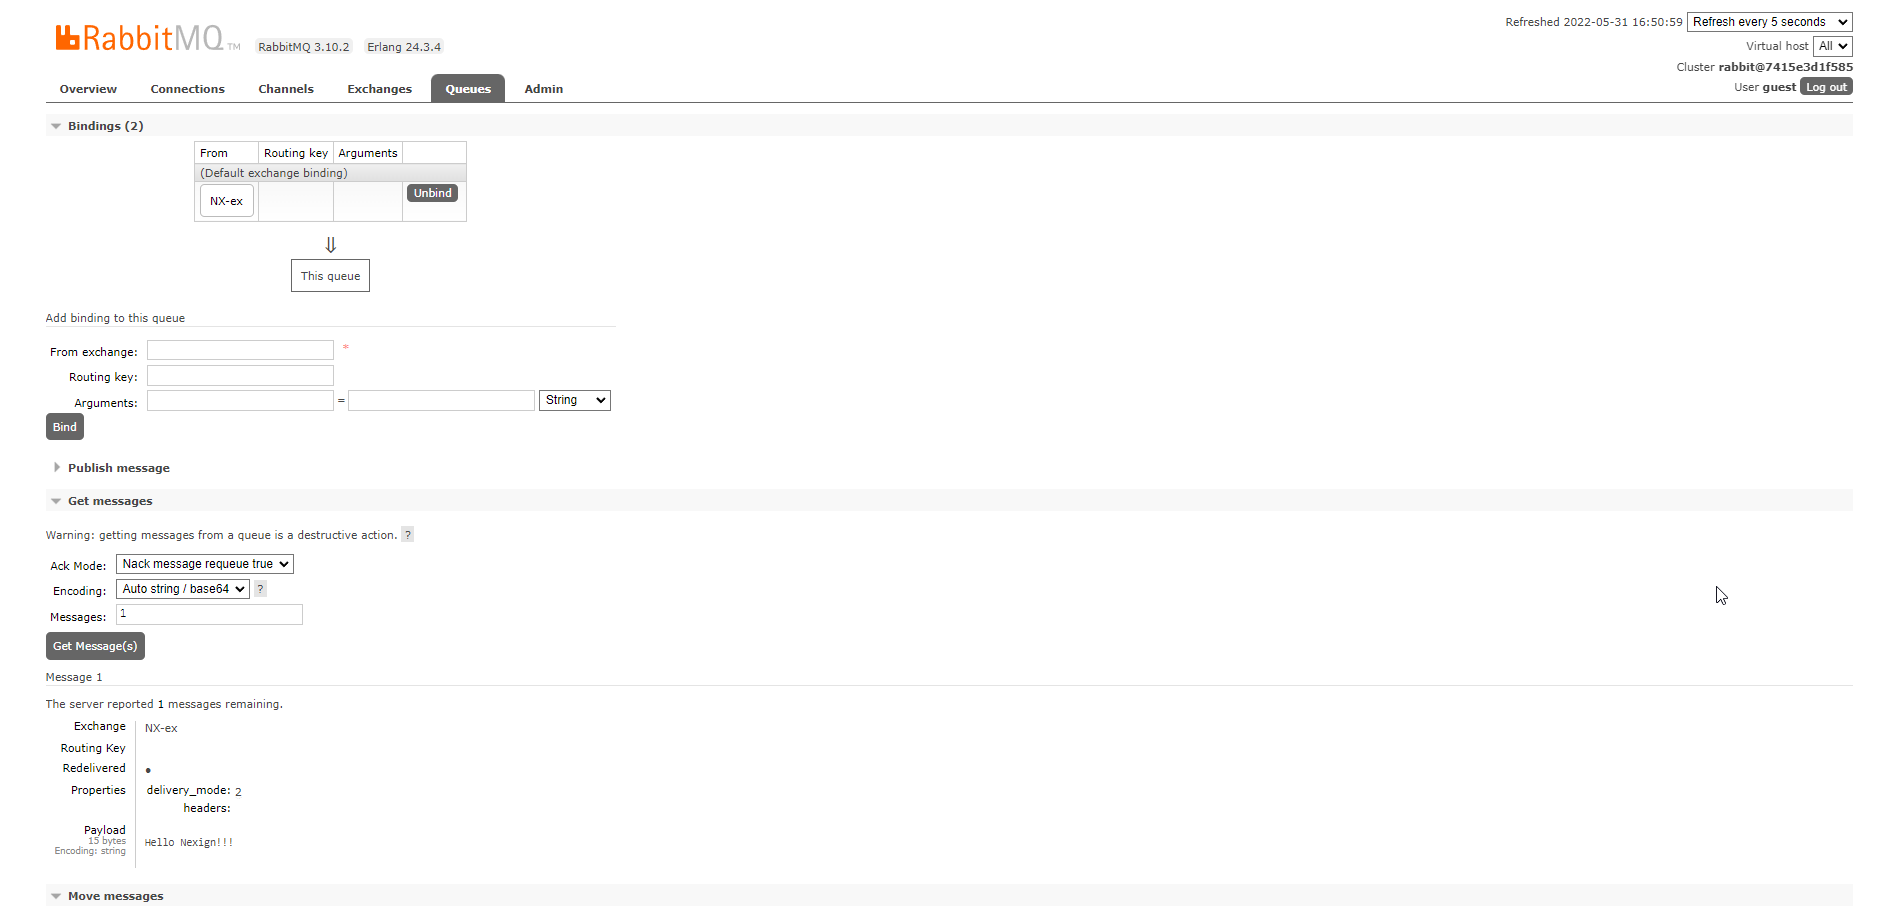 RabbitMQ TM RabbitMQ 3.10.2 Erlang 24.3.4
Refreshed 2022-05-31 16:50:59 Refresh every 5 seconds
Virtual host All
Cluster rabbit@7415e3d1f585
User guest Log out
Overview Connections Channels Exchanges Queues Admin
Bindings (2)
From Routing key Arguments
(Default exchange binding)
NX-ex Unbind
⇓
This queue
Add binding to this queue
From exchange: *
Routing key:
Arguments: = String
Bind
Publish message
Get messages
Warning: getting messages from a queue is a destructive action. ?
Ack Mode: Nack message requeue true
Encoding: Auto string / base64 ?
Messages: 1
Get Message(s)
Message 1
The server reported 1 messages remaining.
Exchange NX-ex
Routing Key
Redelivered ●
Properties delivery_mode: 2
headers:
Payload
15 bytes
Encoding: string
Hello Nexign!!!
Move messages